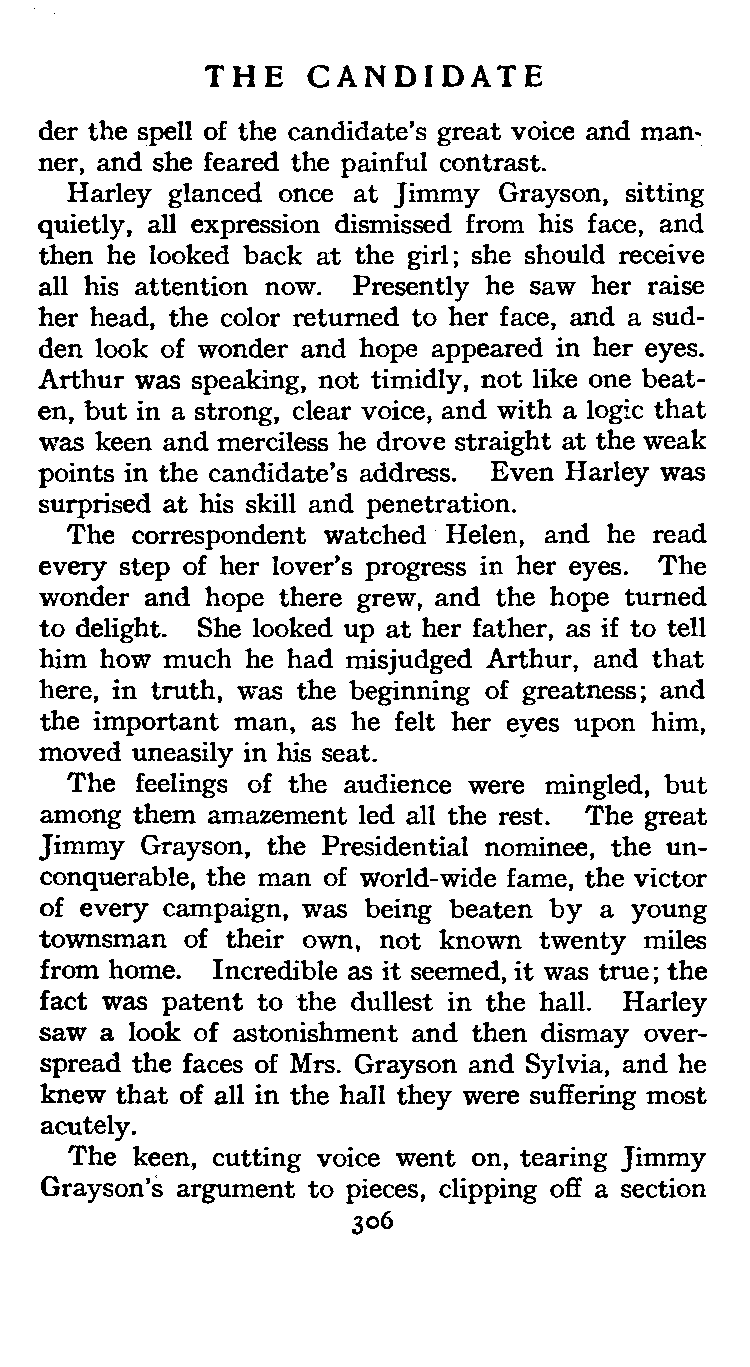 THE CANDIDATE
der the spell of the candidate's great voice and man-
ner, and she feared the painful contrast.
Harley glanced once at Jimmy Grayson, sitting
quietly, all expression dismissed from his face, and
then he looked back at the girl; she should receive
all his attention now. Presently he saw her raise
her head, the color returned to her face, and a sud-
den look of wonder and hope appeared in her eyes.
Arthur was speaking, not timidly, not like one beat-
en, but in a strong, clear voice, and with a logic that
was keen and merciless he drove straight at the weak
points in the candidate's address. Even Harley was
surprised at his skill and penetration.
The correspondent watched Helen, and he read
every step of her lover's progress in her eyes. The
wonder and hope there grew, and the hope turned
to delight. She looked up at her father, as if to tell
him how much he had misjudged Arthur, and that
here, in truth, was the beginning of greatness; and
the important man, as he felt her eyes upon him,
moved uneasily in his seat.
The feelings of the audience were mingled, but
among them amazement led all the rest. The great
Jimmy Grayson, the Presidential nominee, the un-
conquerable, the man of world-wide fame, the victor
of every campaign, was being beaten by a young
townsman of their own, not known twenty miles
from home. Incredible as it seemed, it was true; the
fact was patent to the dullest in the hall. Harley
saw a look of astonishment and then dismay over-
spread the faces of Mrs. Grayson and Sylvia, and he
knew that of all in the hall they were suffering most
acutely.
The keen, cutting voice went on, tearing Jimmy
Grayson's argument to pieces, clipping off a section
306